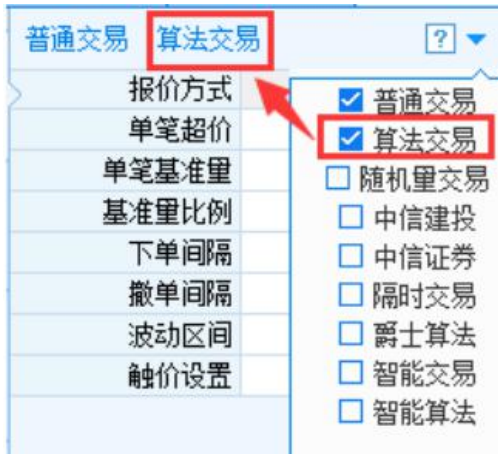 普通交易 算法交易 ?
报价方式
单笔超价
单笔基准量
基准量比例
下单间隔
撤单间隔
波动区间
触价设置
普通交易
算法交易
随机量交易
中信建投
中信证券
隔时交易
爵士算法
智能交易
智能算法